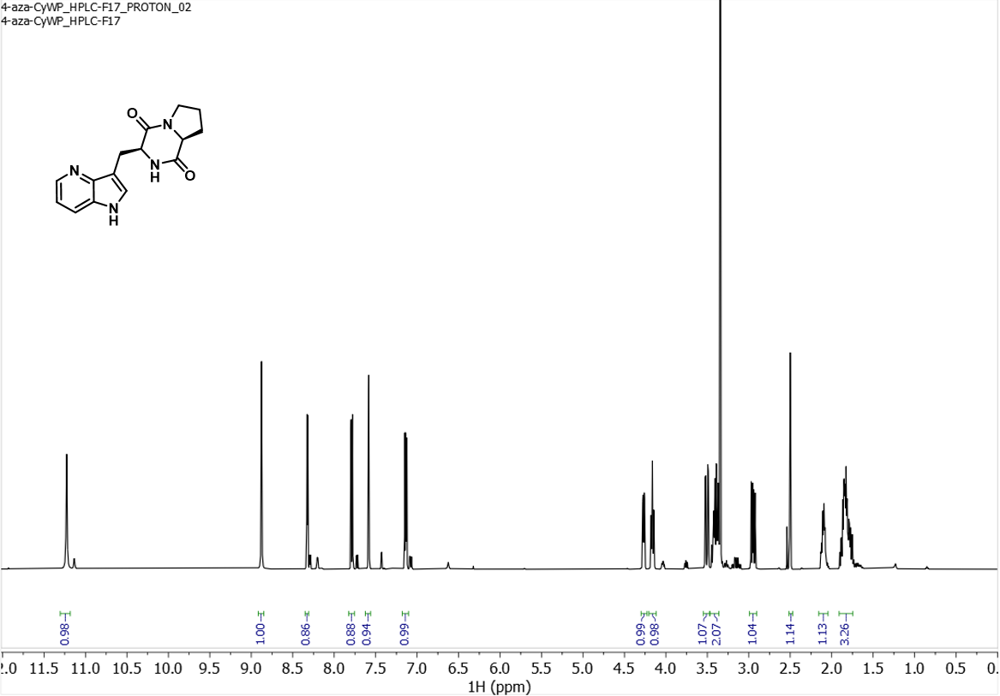 4-aza-CyWP_HPLC-F17_PROTON_02
4-aza-CyWP_HPLC-F17
O
N
N
N
H
O
N
H
0.98
1.00
0.86
0.88
0.94
0.99
0.99
0.98
1.07
2.07
1.04
1.14
1.13
3.26
2.0 11.5 11.0 10.5 10.0 9.5 9.0 8.5 8.0 7.5 7.0 6.5 6.0 5.5 5.0 4.5 4.0 3.5 3.0 2.5 2.0 1.5 1.0 0.5 0.
1H (ppm)